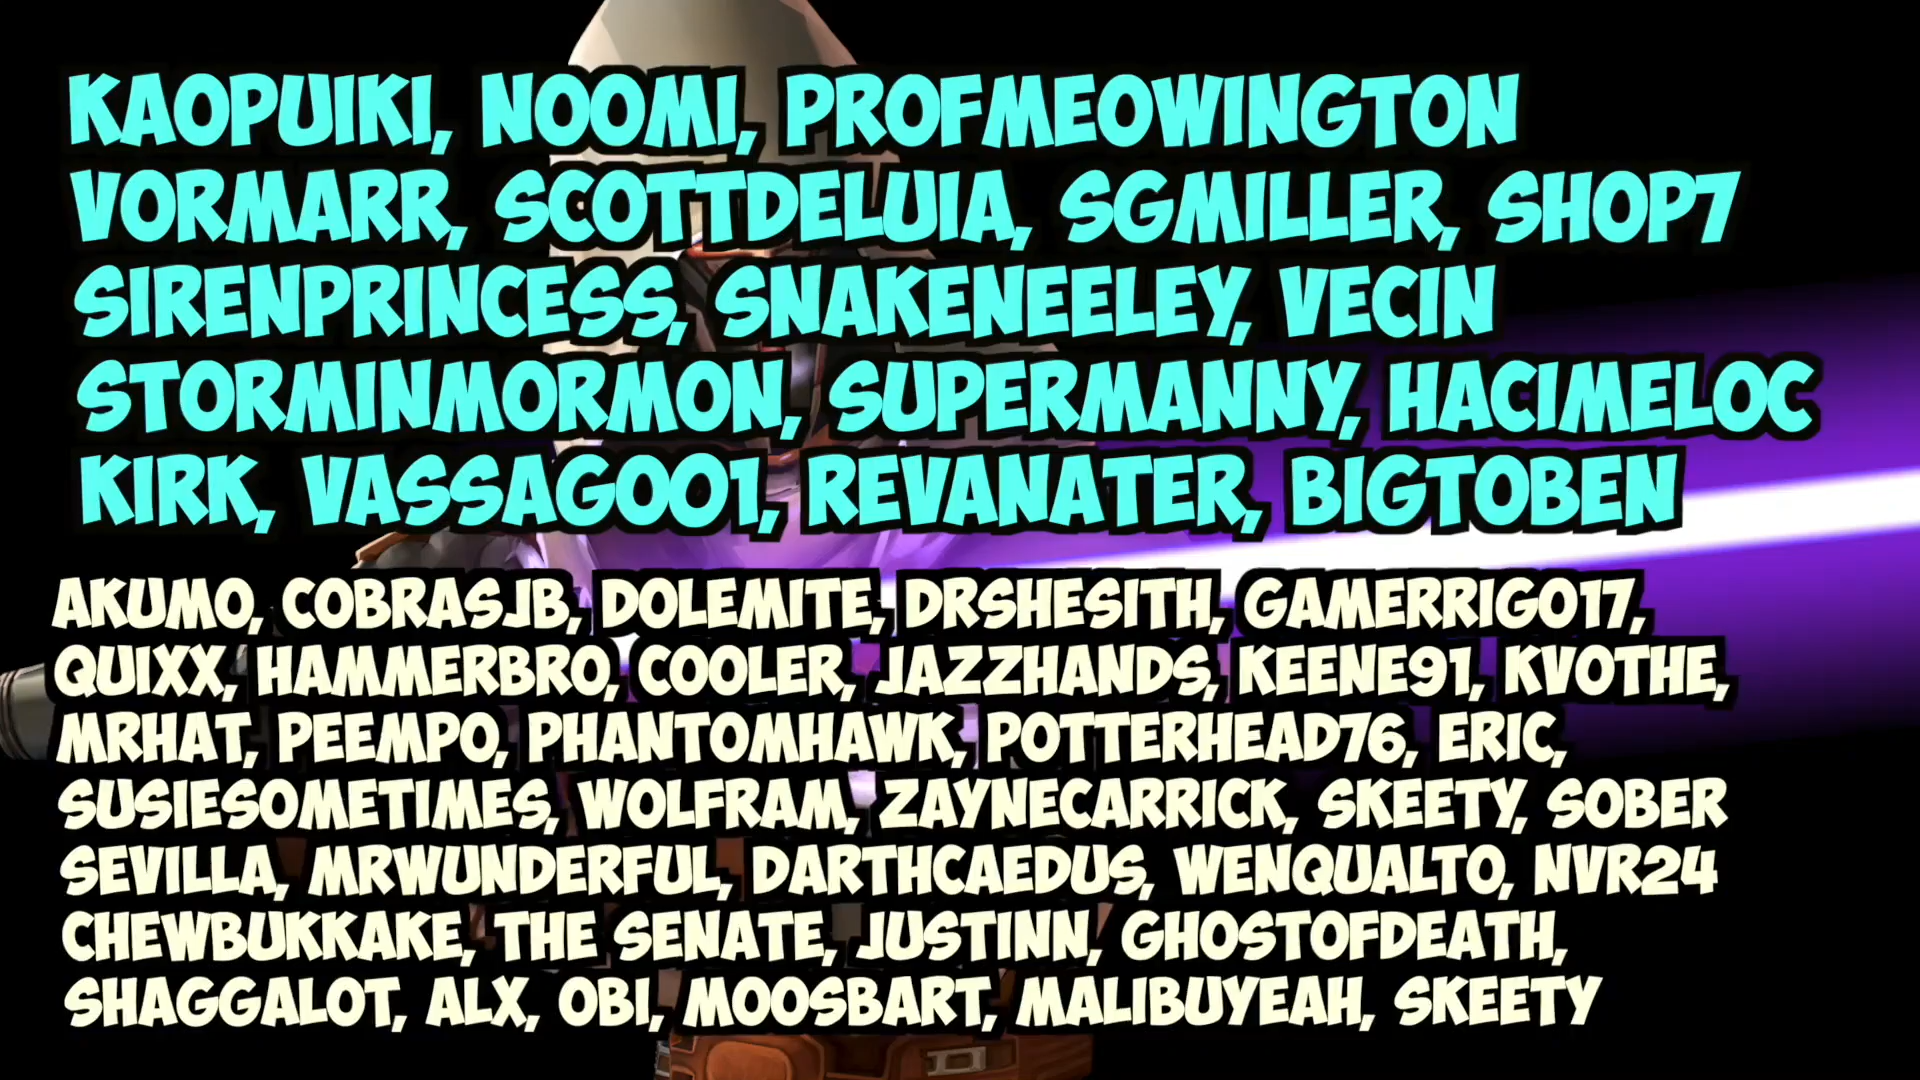 KAOPUIKI, NOOMI, PROFMEOWINGTON
VORMARR, SCOTTDELUIA, SGMILLER, SHOP7
SIRENPRINCESS, SNAKENEELEY, VECIN
STORMINMORMON, SUPERMANNY, HACIMELOC
KIRK, VASSAGO01, REVANATER, BIGTOBEN
AKUMO, COBRASJB, DOLEMITE, DRSHESITH, GAMERRIGO17,
QUIXX, HAMMERBRO, COOLER, JAZZHANDS, KEENE91, KVOTHE,
MRHAT, PEEMPO, PHANTOMHAWK, POTTERHEAD76, ERIC,
SUSIESOMETIMES, WOLFRAM, ZAYNECARRICK, SKEETY, SOBER
SEVILLA, MRWUNDERFUL, DARTHCAEDUS, WENQUALTO, NVR24
CHEWBUKKAKE, THE SENATE, JUSTINN, GHOSTOFDEATH,
SHAGGALOT, ALX, OBI, MOOSBART, MALIBUYEAH, SKEETY